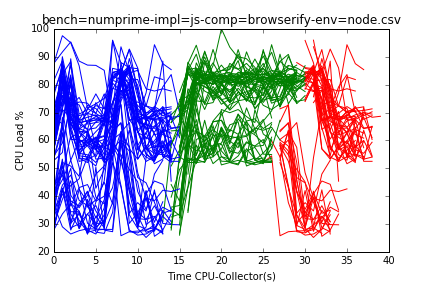 bench=numprime-impl=js-comp=browserify-env=node.csv
100
90
80
70
60
50
40
30
20
CPU Load %
0 5 10 15 20 25 30 35 40
Time CPU-Collector(s)